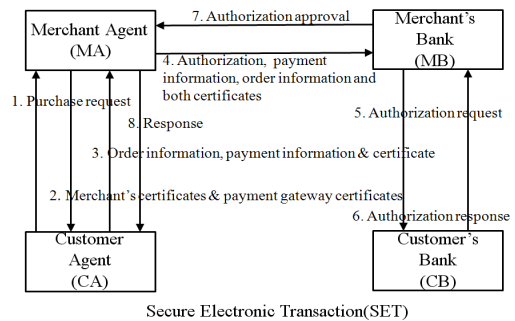 7. Authorization approval
Merchant Agent
(MA)
Merchant's
Bank
(MB)
4. Authorization, payment
information, order information and
both certificates
1. Purchase request
5. Authorization request
8. Response
3. Order information, payment information & certificate
2. Merchant's certificates & payment gateway certificates
6. Authorization response
Customer
Agent
(CA)
Customer's
Bank
(CB)
Secure Electronic Transaction(SET)